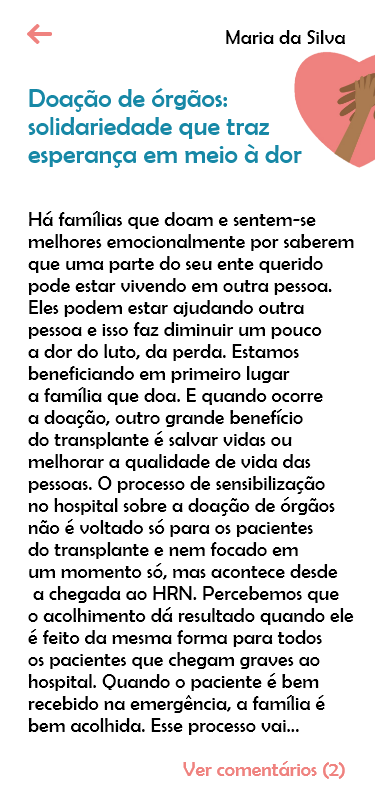 Maria da Silva
Doação de órgãos:
solidariedade que traz
esperança em meio à dor
Há famílias que doam e sentem-se
melhores emocionalmente por saberem
que uma parte do seu ente querido
pode estar vivendo em outra pessoa.
Eles podem estar ajudando outra
pessoa e isso faz diminuir um pouco
a dor do luto, da perda. Estamos
beneficiando em primeiro lugar
a família que doa. E quando ocorre
a doação, outro grande benefício
do transplante é salvar vidas ou
melhorar a qualidade de vida das
pessoas. O processo de sensibilização
no hospital sobre a doação de órgãos
não é voltado só para os pacientes
do transplante e nem focado em
um momento só, mas acontece desde
a chegada ao HRN. Percebemos que
o acolhimento dá resultado quando ele
é feito da mesma forma para todos
os pacientes que chegam graves ao
hospital. Quando o paciente é bem
recebido na emergência, a família é
bem acolhida. Esse processo vai...
Ver comentários (2)